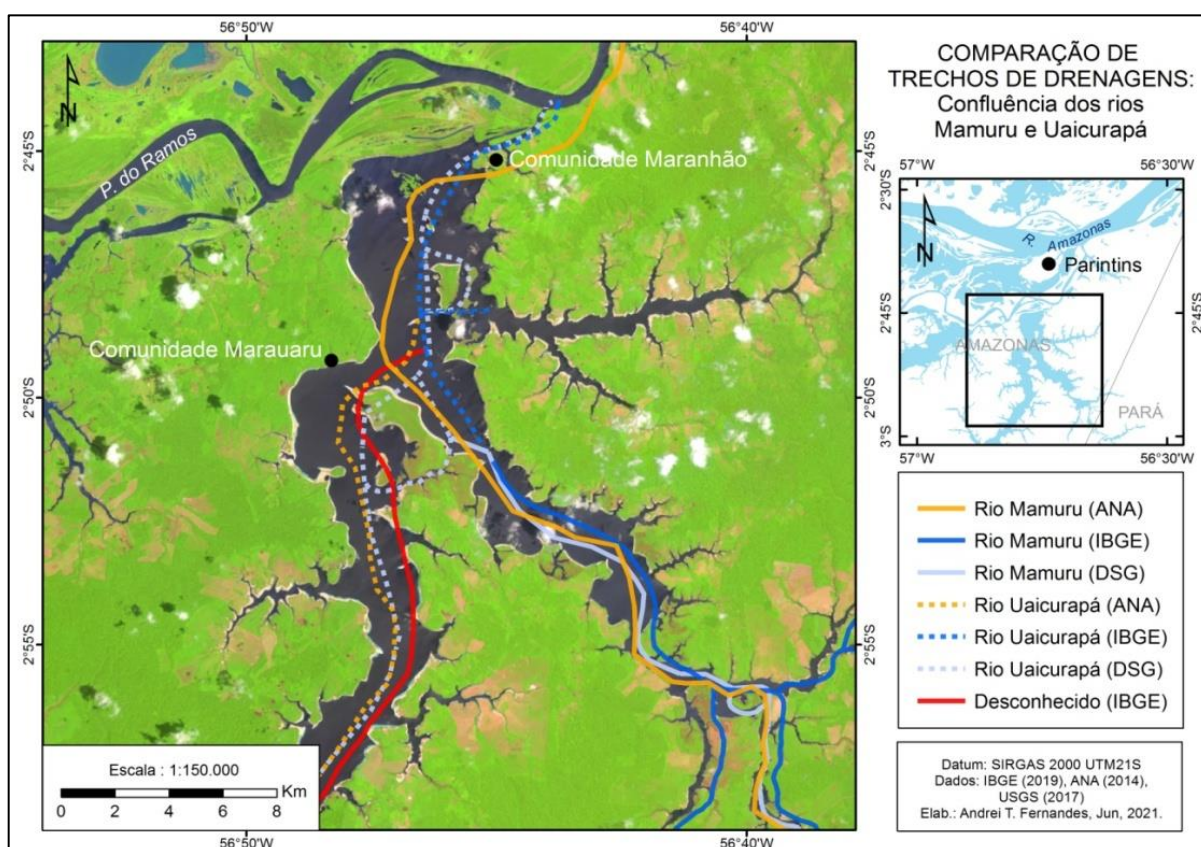 56°50'W
56°40'W
2°45'S
2°50'S
2°55'S
2°45'S
2°50'S
2°55'S
56°50'W
56°40'W
N
P. do Ramos
Comunidade Maranhão
Comunidade Marauaru
Escala : 1:150.000
0 2 4 6 8 Km
COMPARAÇÃO DE
TRECHOS DE DRENAGENS:
Confluência dos rios
Mamuru e Uaicurapá
57°W
56°30'W
2°30'S
2°45'S
3°S
2°45'S
57°W
56°30'W
N
R. Amazonas
Parintins
AMAZONAS
PARÁ
Rio Mamuru (ANA)
Rio Mamuru (IBGE)
Rio Mamuru (DSG)
Rio Uaicurapá (ANA)
Rio Uaicurapá (IBGE)
Rio Uaicurapá (DSG)
Desconhecido (IBGE)
Datum: SIRGAS 2000 UTM21S
Dados: IBGE (2019), ANA (2014),
USGS (2017)
Elab.: Andrei T. Fernandes, Jun, 2021.